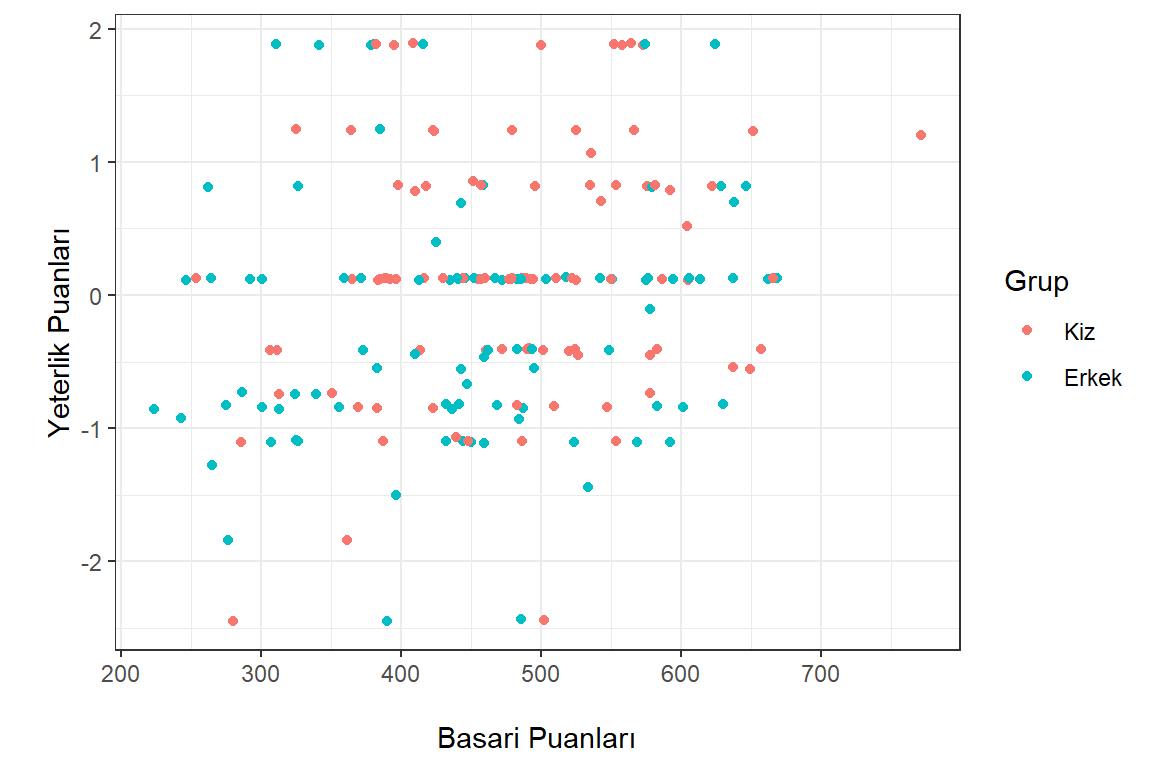 2
1
0
-1
-2
Yeterlik Puanları
200 300 400 500 600 700
Basari Puanları
Grup
Kiz
Erkek